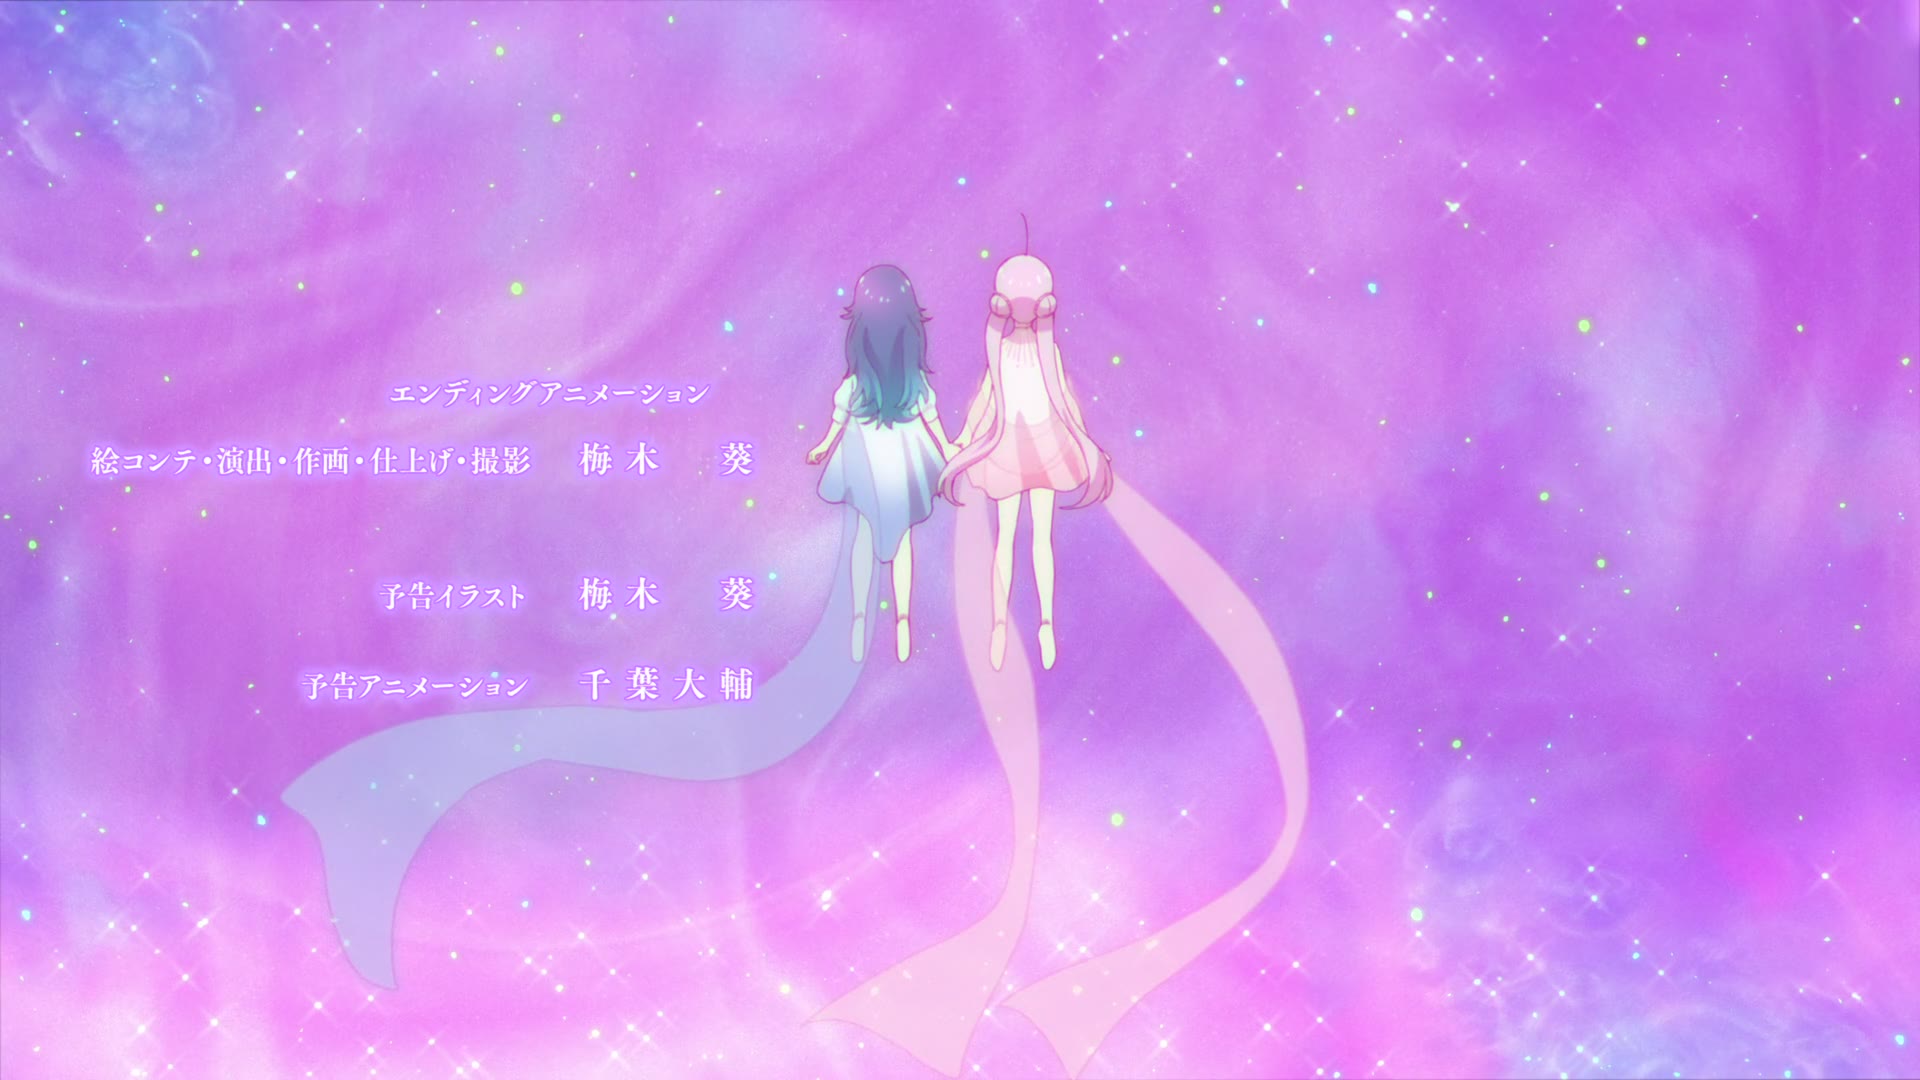 エンディングアニメーション
絵コンテ・演出・作画・仕上げ・撮影 梅木 葵
予告イラスト 梅木 葵
予告アニメーション 千葉大輔